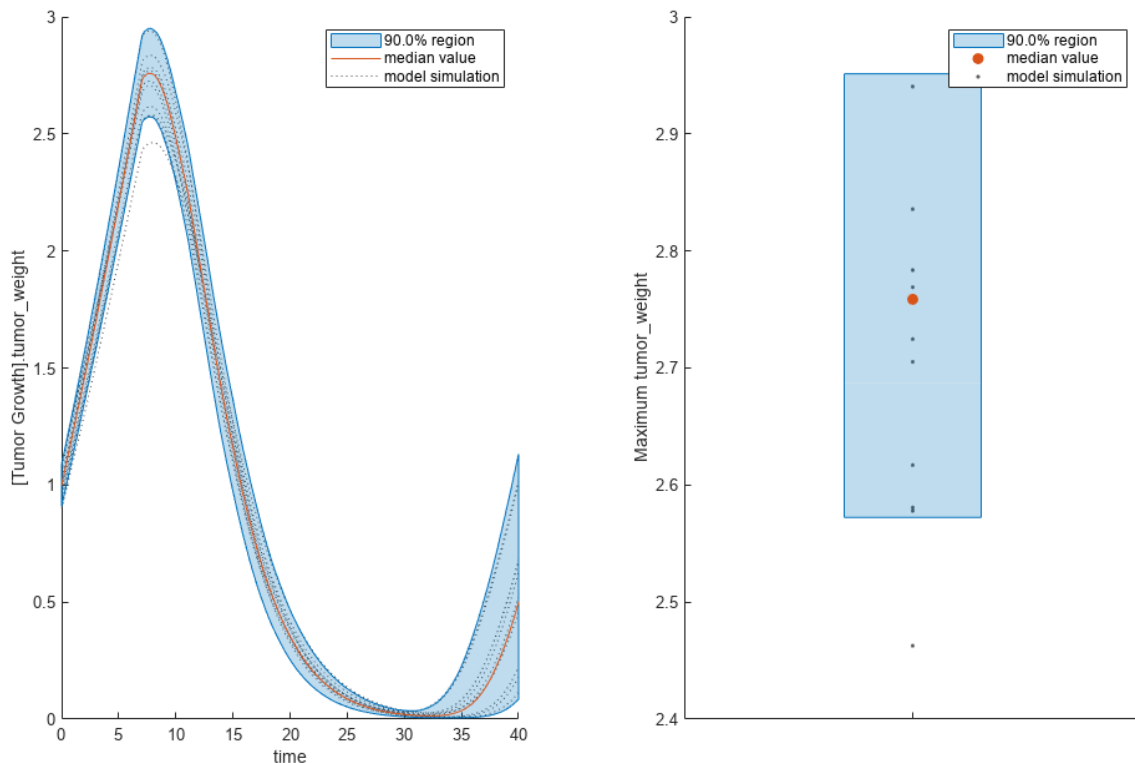 [Tumor Growth].tumor_weight
3
2.5
2
1.5
1
0.5
0
0 5 10 15 20 25 30 35 40
time
90.0% region
median value
model simulation
Maximum tumor_weight
3
2.9
2.8
2.7
2.6
2.5
2.4
90.0% region
median value
model simulation